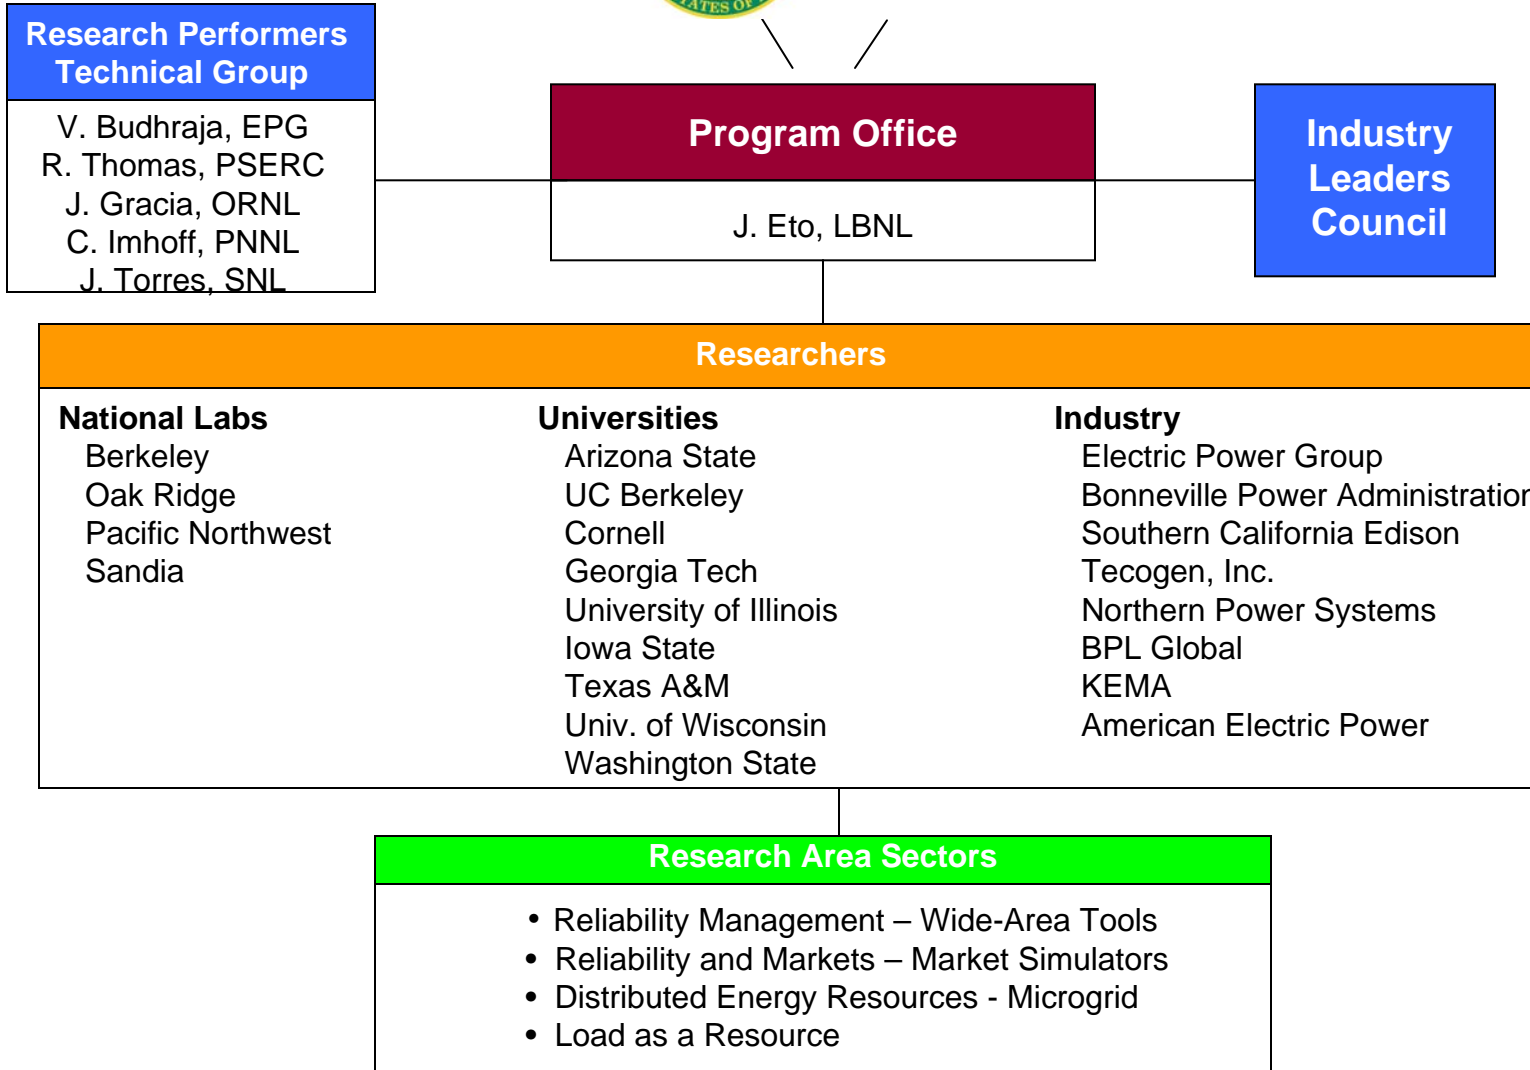 TATES OF
Research Performers
Technical Group
V. Budhraja, EPG
R. Thomas, PSERC
J. Gracia, ORNL
C. Imhoff, PNNL
J. Torres, SNL
Program Office
J. Eto, LBNL
Industry
Leaders
Council
Researchers
National Labs
Berkeley
Oak Ridge
Pacific Northwest
Sandia
Universities
Arizona State
UC Berkeley
Cornell
Georgia Tech
University of Illinois
Iowa State
Texas A&M
Univ. of Wisconsin
Washington State
Industry
Electric Power Group
Bonneville Power Administration
Southern California Edison
Tecogen, Inc.
Northern Power Systems
BPL Global
KEMA
American Electric Power
Research Area Sectors
• Reliability Management – Wide-Area Tools
• Reliability and Markets – Market Simulators
• Distributed Energy Resources - Microgrid
• Load as a Resource